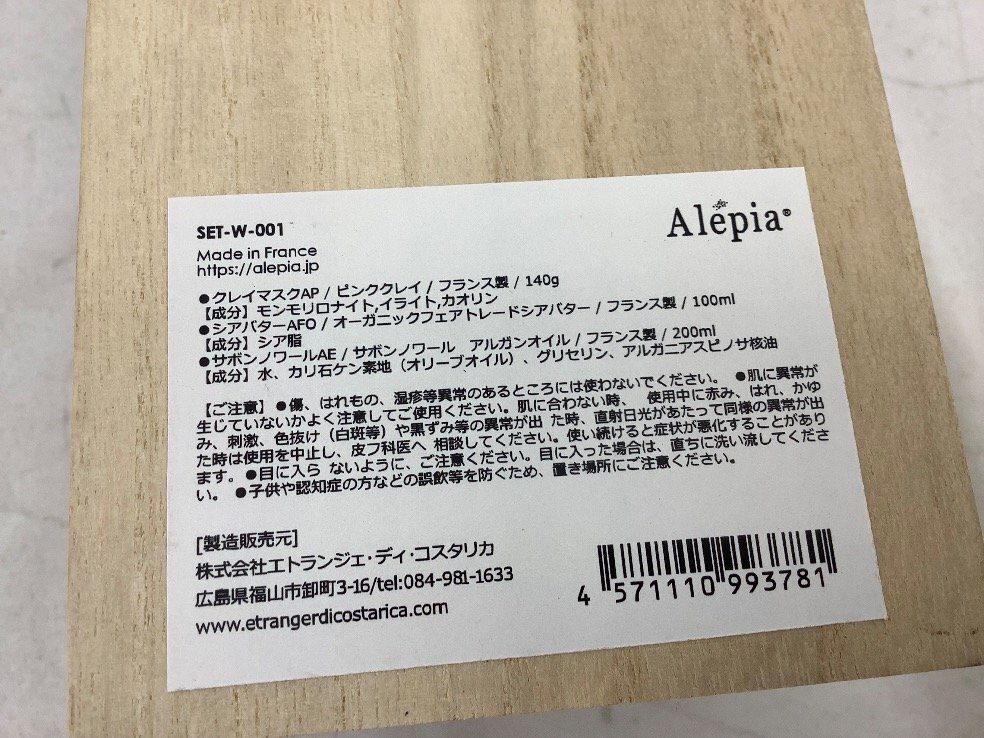 SET-W-001
Alepia®
Made in France
https://alepia.jp
●クレイマスクAP / ピンククレイ / フランス製 / 140g
【成分】モンモリロナイト,イライト,カオリン
●シアバターAFO / オーガニックフェアトレードシアバター / フランス製 / 100ml
【成分】シア脂
●サボンノワールAE / サボンノワール アルガンオイル / フランス製 / 200ml
【成分】水、カリ石ケン素地（オリーブオイル）、グリセリン、アルガニアスピノサ核油
【ご注意】●傷、はれもの、湿疹等異常のあるところには使わないでください。 ●肌に異常が
生じていないかよく注意してご使用ください。肌に合わない時、 使用中に赤み、はれ、かゆ
み、刺激、色抜け（白斑等）や黒ずみ等の異常が出 た時、直射日光があたって同様の異常が出
た時は使用を中止し、皮フ科医へ 相談してください。使い続けると症状が悪化することがあり
ます。●目に入ら ないように、ご注意ください。目に入った場合は、直ちに洗い流してくださ
い。 ●子供や認知症の方などの誤飲等を防ぐため、置き場所にご注意ください。
[製造販売元]
株式会社エトランジェ・ディ・コスタリカ
広島県福山市卸町3-16/tel:084-981-1633
www.etrangerdicostarica.com
4 571110 993781